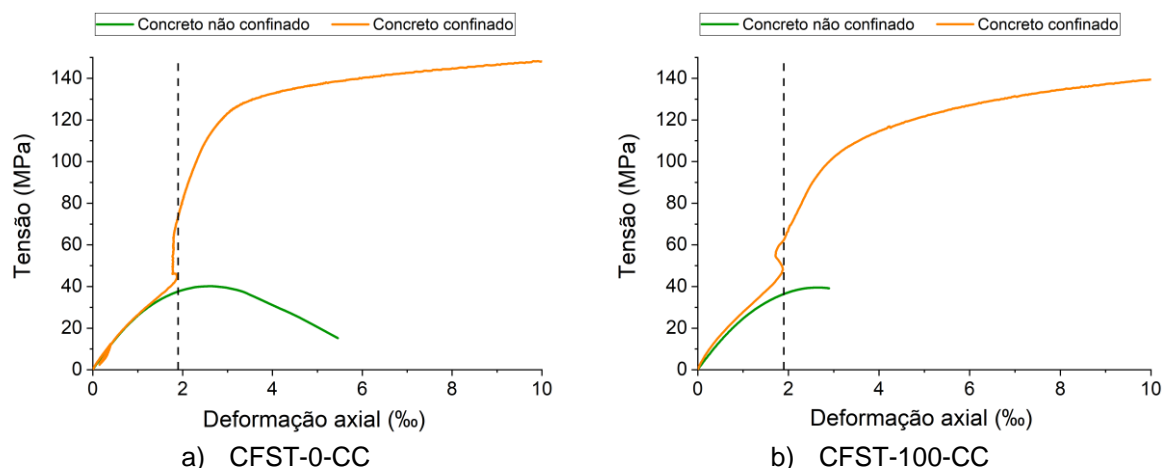 Concreto não confinado Concreto confinado
Tensão (MPa)
140
120
100
80
60
40
20
0
0 2 4 6 8 10
Deformação axial (‰)
a) CFST-0-CC
Concreto não confinado Concreto confinado
Tensão (MPa)
140
120
100
80
60
40
20
0
0 2 4 6 8 10
Deformação axial (‰)
b) CFST-100-CC